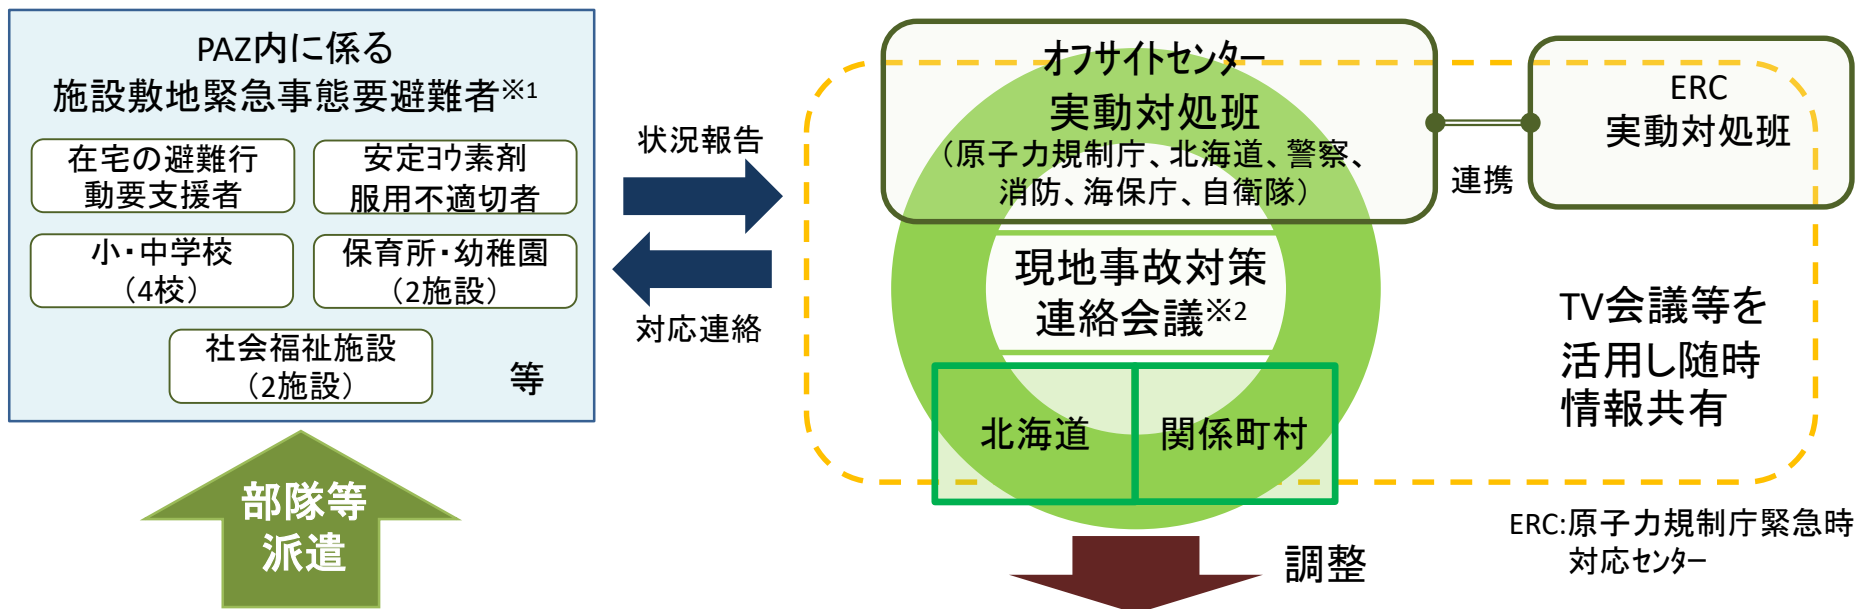 PAZ内に係る
施設敷地緊急事態要避難者※1
在宅の避難行
動要支援者
安定ﾖｳ素剤
服用不適切者
小・中学校
（4校）
保育所・幼稚園
（2施設）
社会福祉施設
（2施設）
等
部隊等
派遣
状況報告
対応連絡
オフサイトセンター
実動対処班
（原子力規制庁、北海道、警察、
消防、海保庁、自衛隊）
連携
ERC
実動対処班
現地事故対策
連絡会議※2
北海道
関係町村
TV会議等を
活用し随時
情報共有
調整
ERC:原子力規制庁緊急時
対応ｾﾝﾀｰ